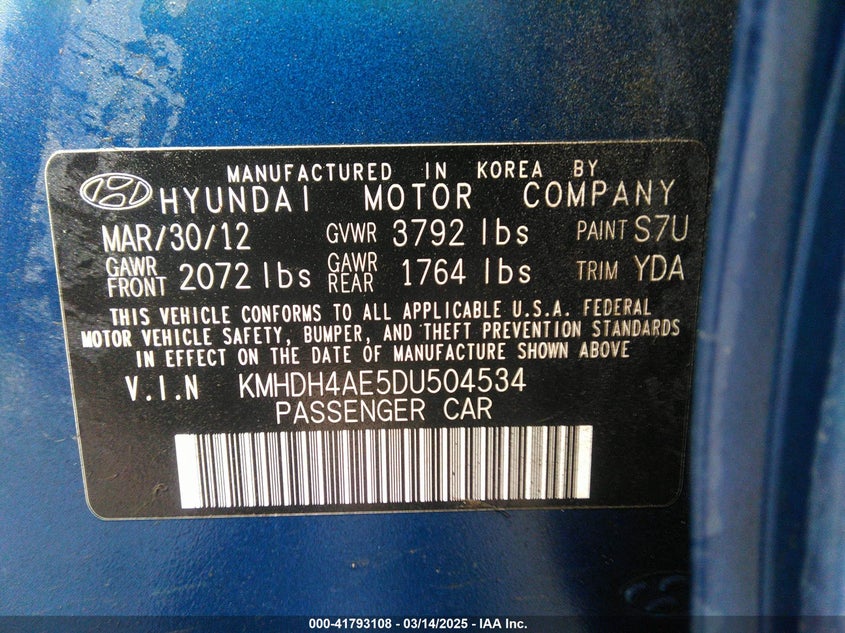 MANUFACTURED IN KOREA BY
HYUNDAI MOTOR COMPANY
MAR/30/12 GVWR 3792 lbs PAINT S7U
GAWR FRONT 2072 lbs GAWR REAR 1764 lbs TRIM YDA
THIS VEHICLE CONFORMS TO ALL APPLICABLE U.S.A. FEDERAL
MOTOR VEHICLE SAFETY, BUMPER, AND THEFT PREVENTION STANDARDS
IN EFFECT ON THE DATE OF MANUFACTURE SHOWN ABOVE
V.I.N KMHDH4AE5DU504534
PASSENGER CAR
000-41793108 - 03/14/2025 - IAA Inc.